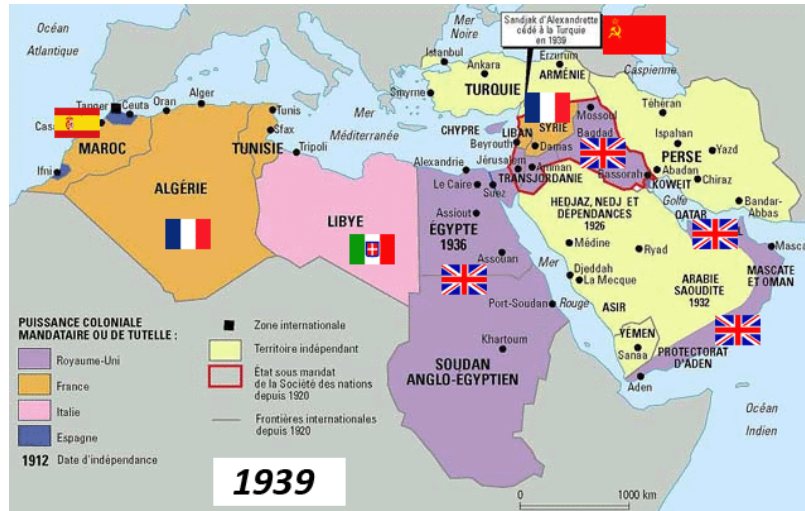 Océan
Atlantique
Mer
Noire
Sandjak d'Alexandrette
cédé à la Turquie
en 1939
Caspienne
Istanbul
Ankara
Erzurum
ARMÉNIE
TURQUIE
Smyrne
Tanger
Ceuta
Oran
Alger
Tunis
Sfax
Tripoli
Mer
Méditerranée
CHYPRE
Beyrouth
LIBAN
SYRIE
Damas
Mossoul
Bagdad
Téhéran
Ispahan
Yazd
PERSE
Abadan
Chiraz
Bandar-
Abbas
MAROC
Ifni
TUNISIE
ALGÉRIE
LIBYE
Alexandrie
Jérusalem
Amman
TRANSJORDANIE
Bassorah
KOWEIT
Le Caire
Suez
Golfe
QATAR
Assiout
ÉGYPTE
1936
Assouan
HEDJAZ, NEDJ ET
DÉPENDANCES
1926
Médine
Ryad
Mer
Rouge
Djeddah
La Mecque
ARABIE
SAOUDITE
1932
MASCATE
ET OMAN
ASIR
Port-Soudan
YÉMEN
Sanaa
PROTECTORAT
D'ADEN
Aden
Khartoum
SOUDAN
ANGLO-ÉGYPTIEN
Océan
Indien
PUISSANCE COLONIALE
MANDATAIRE OU DE TUTELLE :
Royaume-Uni
France
Italie
Espagne
1912 Date d'indépendance
Zone internationale
Territoire indépendant
État sous mandat
de la Société des nations
depuis 1920
Frontières internationales
depuis 1920
1939
0 1000 km